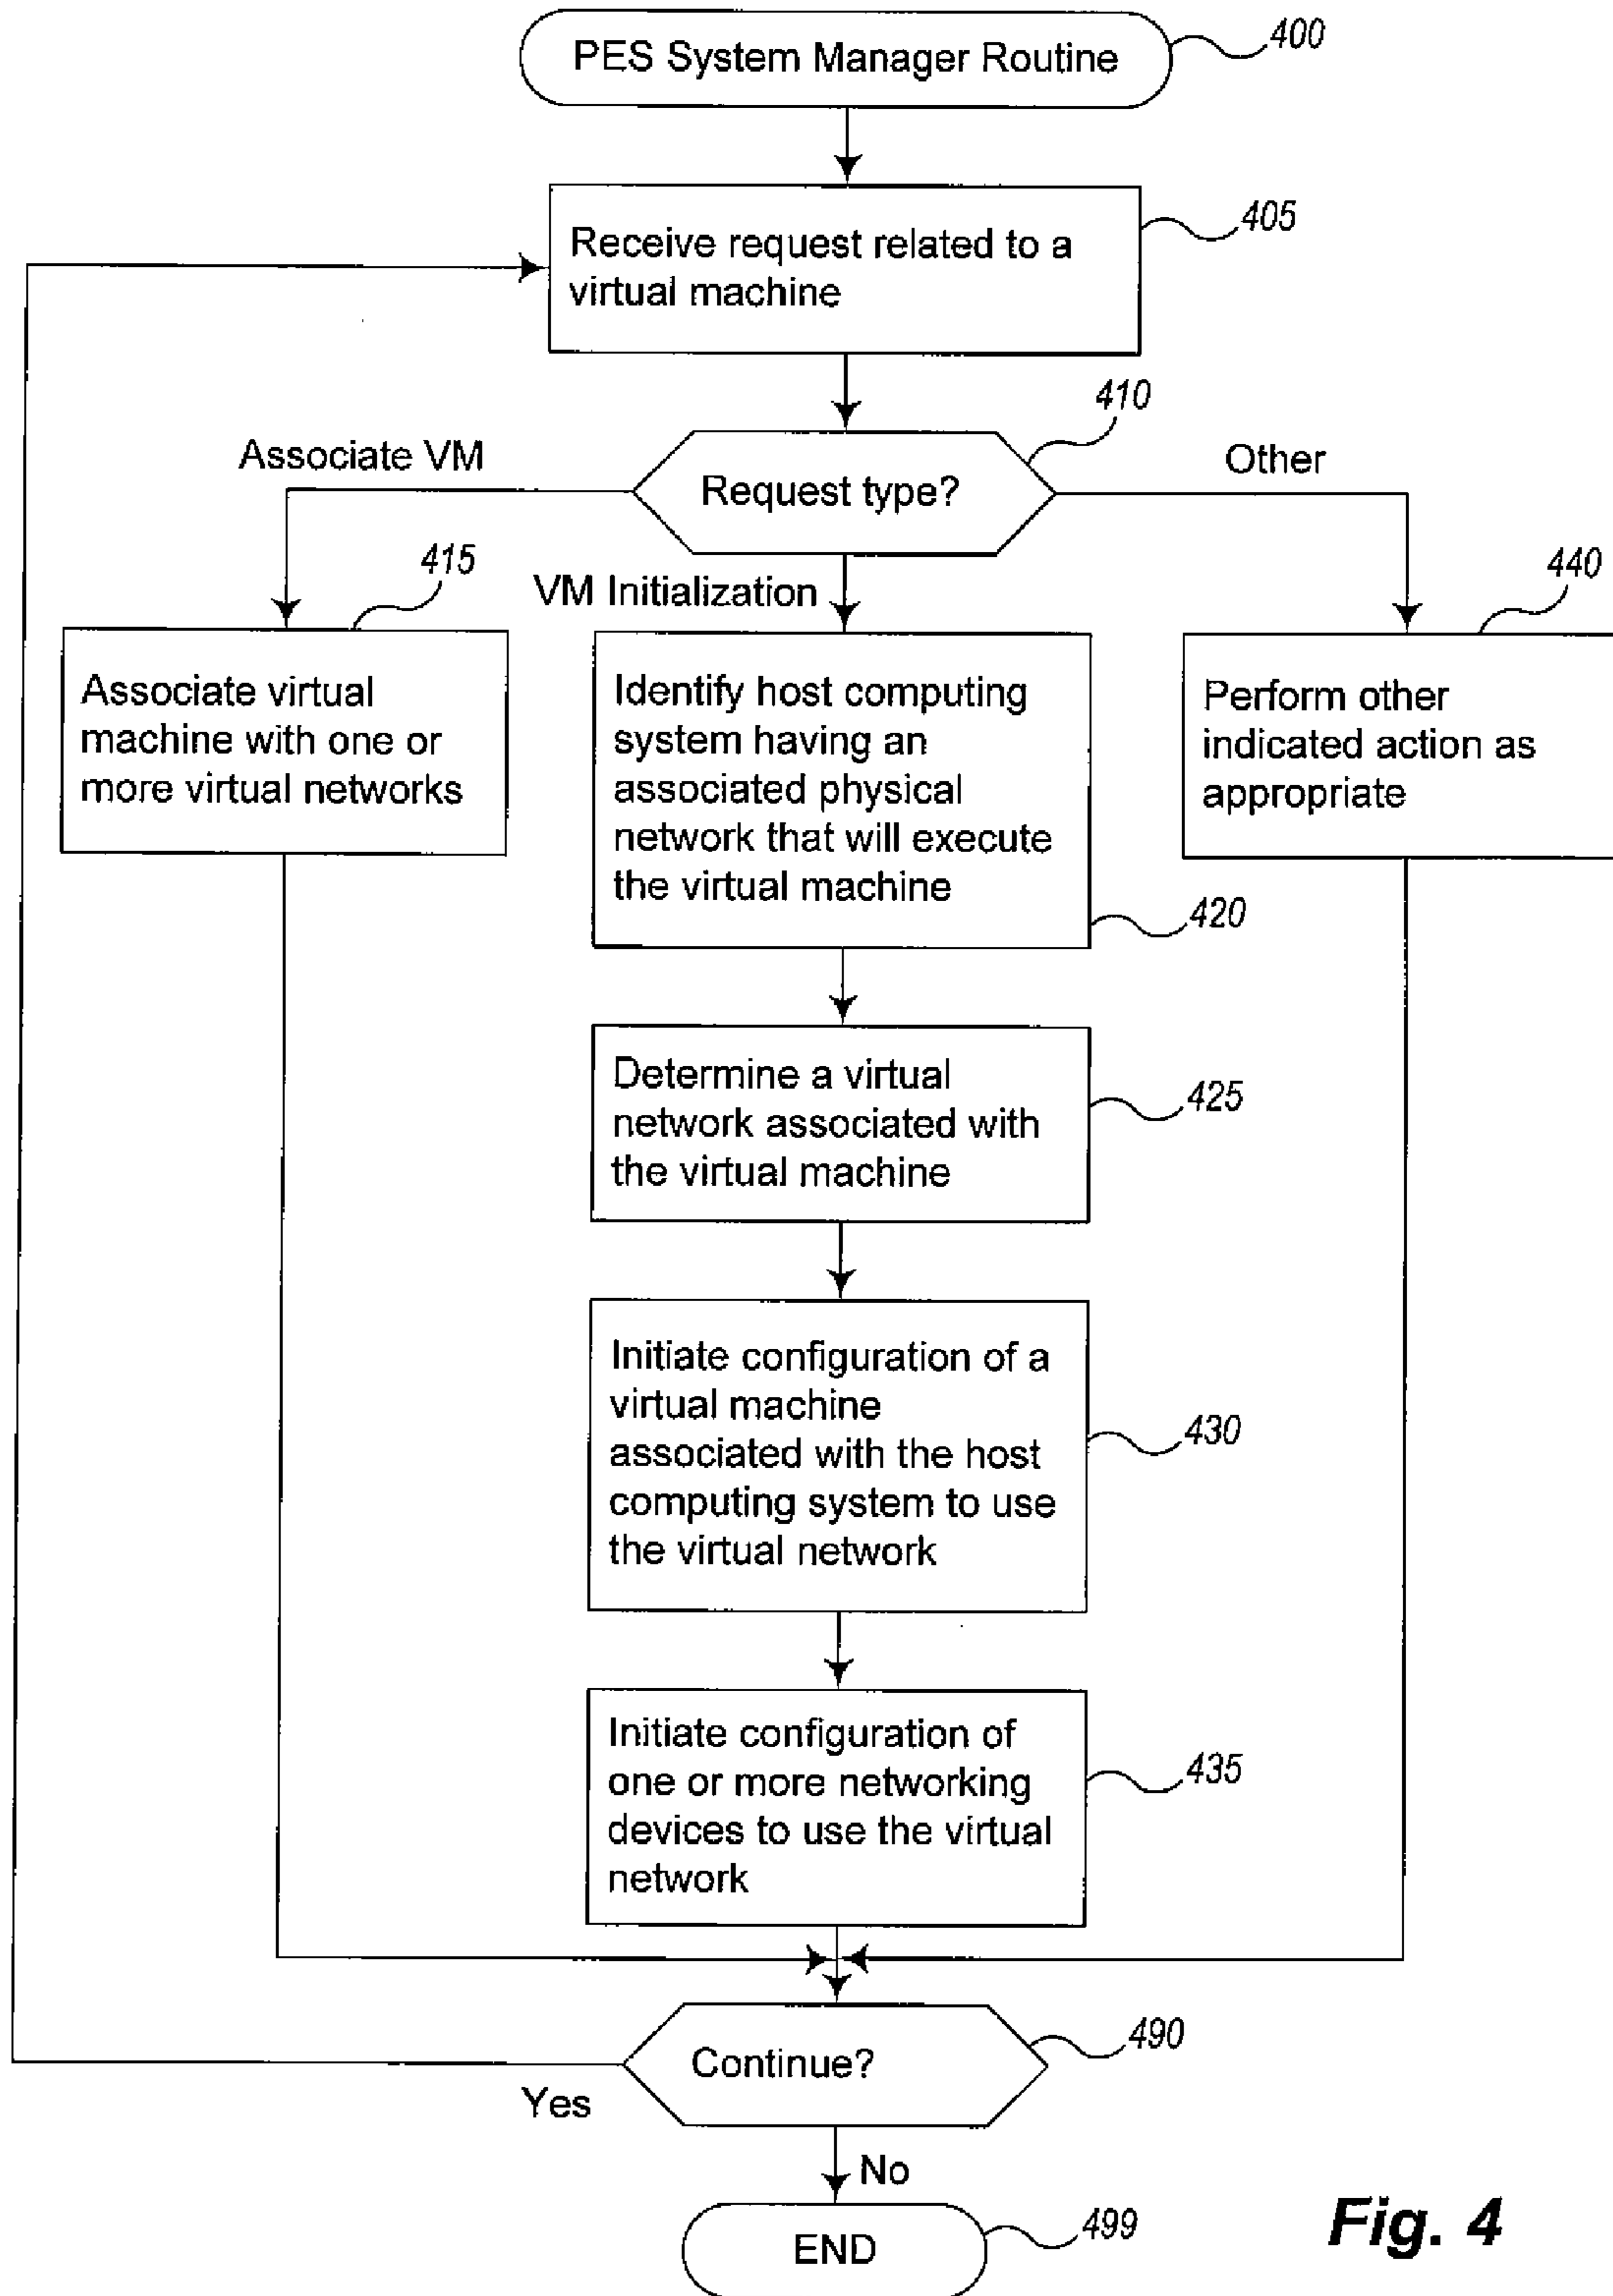 PES System Manager Routine
400
Receive request related to a
virtual machine
405
410
Request type?
Associate VM
VM Initialization
Other
415
Associate virtual
machine with one or
more virtual networks
Identify host computing
system having an
associated physical
network that will execute
the virtual machine
420
440
Perform other
indicated action as
appropriate
Determine a virtual
network associated with
the virtual machine
425
Initiate configuration of a
virtual machine
associated with the host
computing system to use
the virtual network
430
Initiate configuration of
one or more networking
devices to use the virtual
network
435
Continue?
490
Yes
No
END
499
Fig. 4